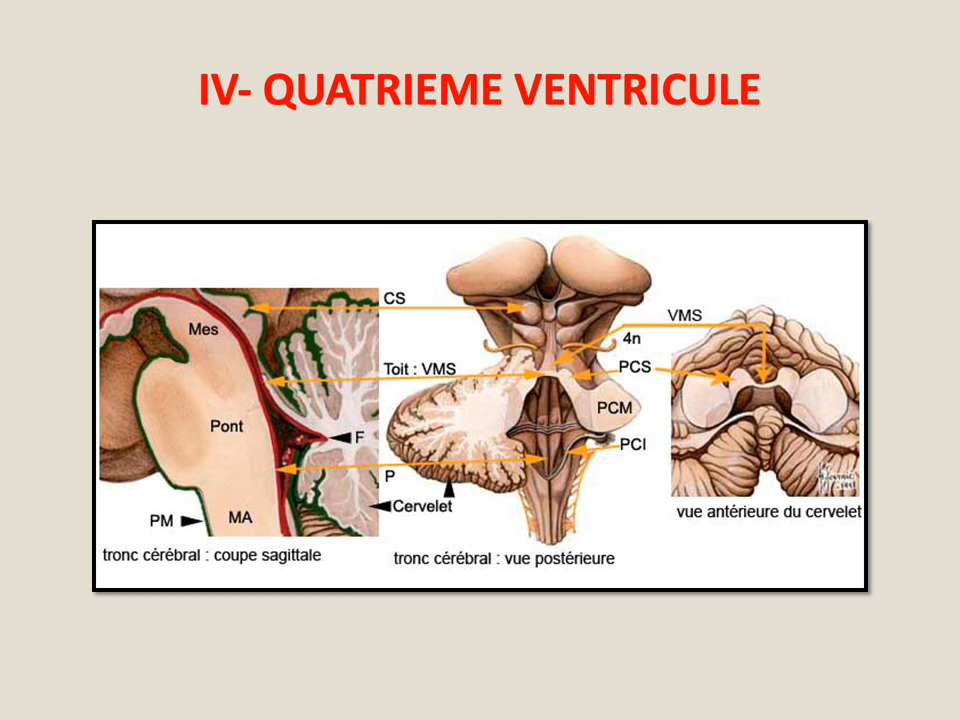 IV- QUATRIEME VENTRICULE
CS
Mes
VMS
4n
Toit : VMS
PCS
PCM
Pont
F
PCI
P
Cervelet
PM
MA
vue antérieure du cervelet
tronc cérébral : coupe sagittale
tronc cérébral : vue postérieure